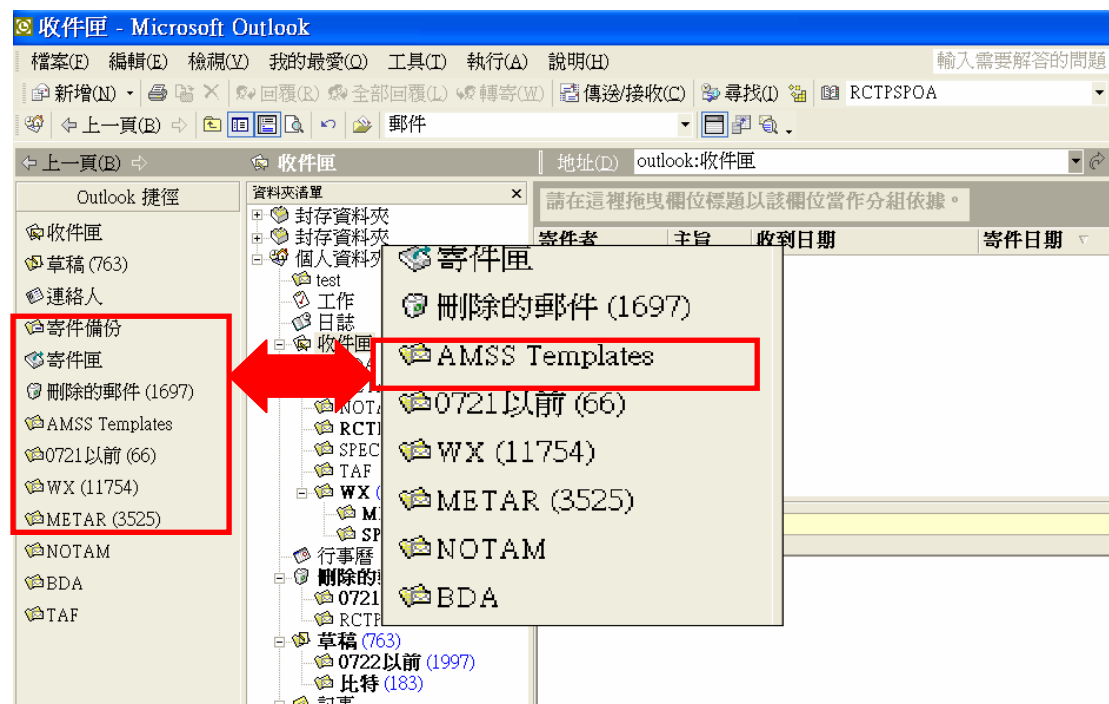 收件匣 - Microsoft Outlook
檔案(F) 編輯(E) 檢視(V) 我的最愛(O) 工具(T) 執行(A) 說明(H) 輸入需要解答的問題
新增(N) 回覆(R) 全部回覆(L) 轉寄(W) 傳送/接收(C) 尋找(I) RCTPSPOA
上一頁(B) 郵件
上一頁(B) 收件匣 地址(D) outlook:收件匣
Outlook 捷徑
收件匣
草稿 (763)
連絡人
寄件備份
寄件匣
刪除的郵件 (1697)
AMSS Templates
0721以前 (66)
WX (11754)
METAR (3525)
NOTAM
BDA
TAF
資料夾清單 ×
封存資料夾
封存資料夾
個人資料夾
test
工作
日誌
收件匣
NOTA
RCTP
SPEC
TAF
WX (
M
SP
行事曆
刪除的
0721
RCTP
草稿 (763)
0722以前 (1997)
比特 (183)
記事
請在這裡拖曳欄位標題以該欄位當作分組依據。
寄件者 主旨 收到日期 寄件日期
寄件匣
刪除的郵件 (1697)
AMSS Templates
0721以前 (66)
WX (11754)
METAR (3525)
NOTAM
BDA